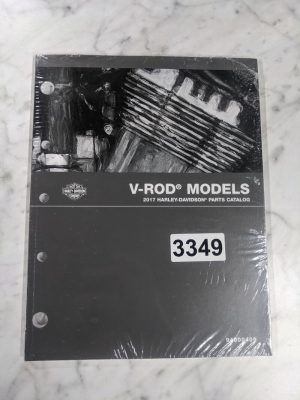 V-ROD® MODELS
2017 HARLEY-DAVIDSON® PARTS CATALOG
3349